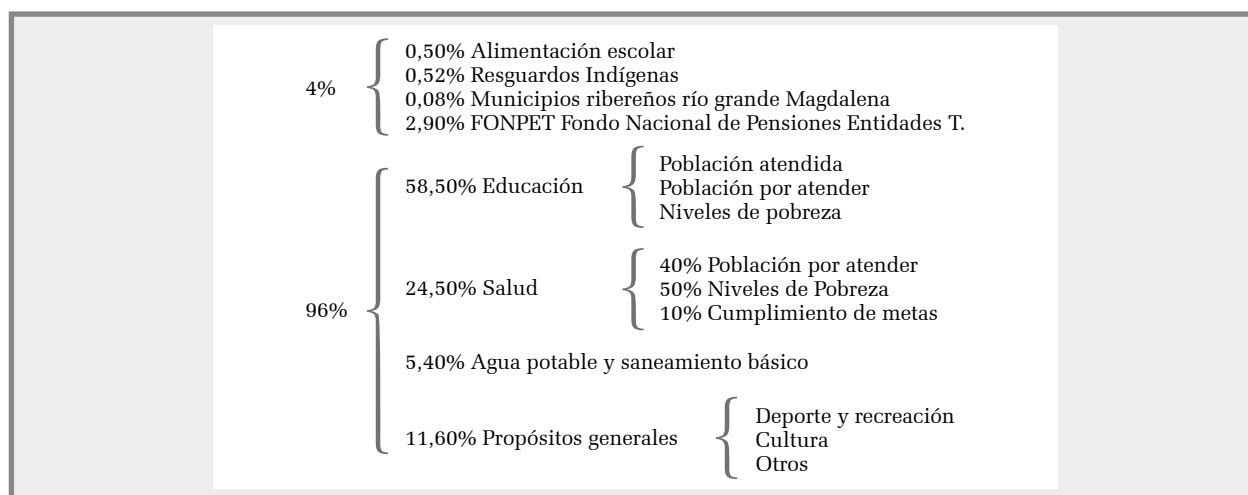 4%
0,50% Alimentación escolar
0,52% Resguardos Indígenas
0,08% Municipios ribereños río grande Magdalena
2,90% FONPET Fondo Nacional de Pensiones Entidades T.
96%
58,50% Educación
Población atendida
Población por atender
Niveles de pobreza
24,50% Salud
40% Población por atender
50% Niveles de Pobreza
10% Cumplimiento de metas
5,40% Agua potable y saneamiento básico
11,60% Propósitos generales
Deporte y recreación
Cultura
Otros